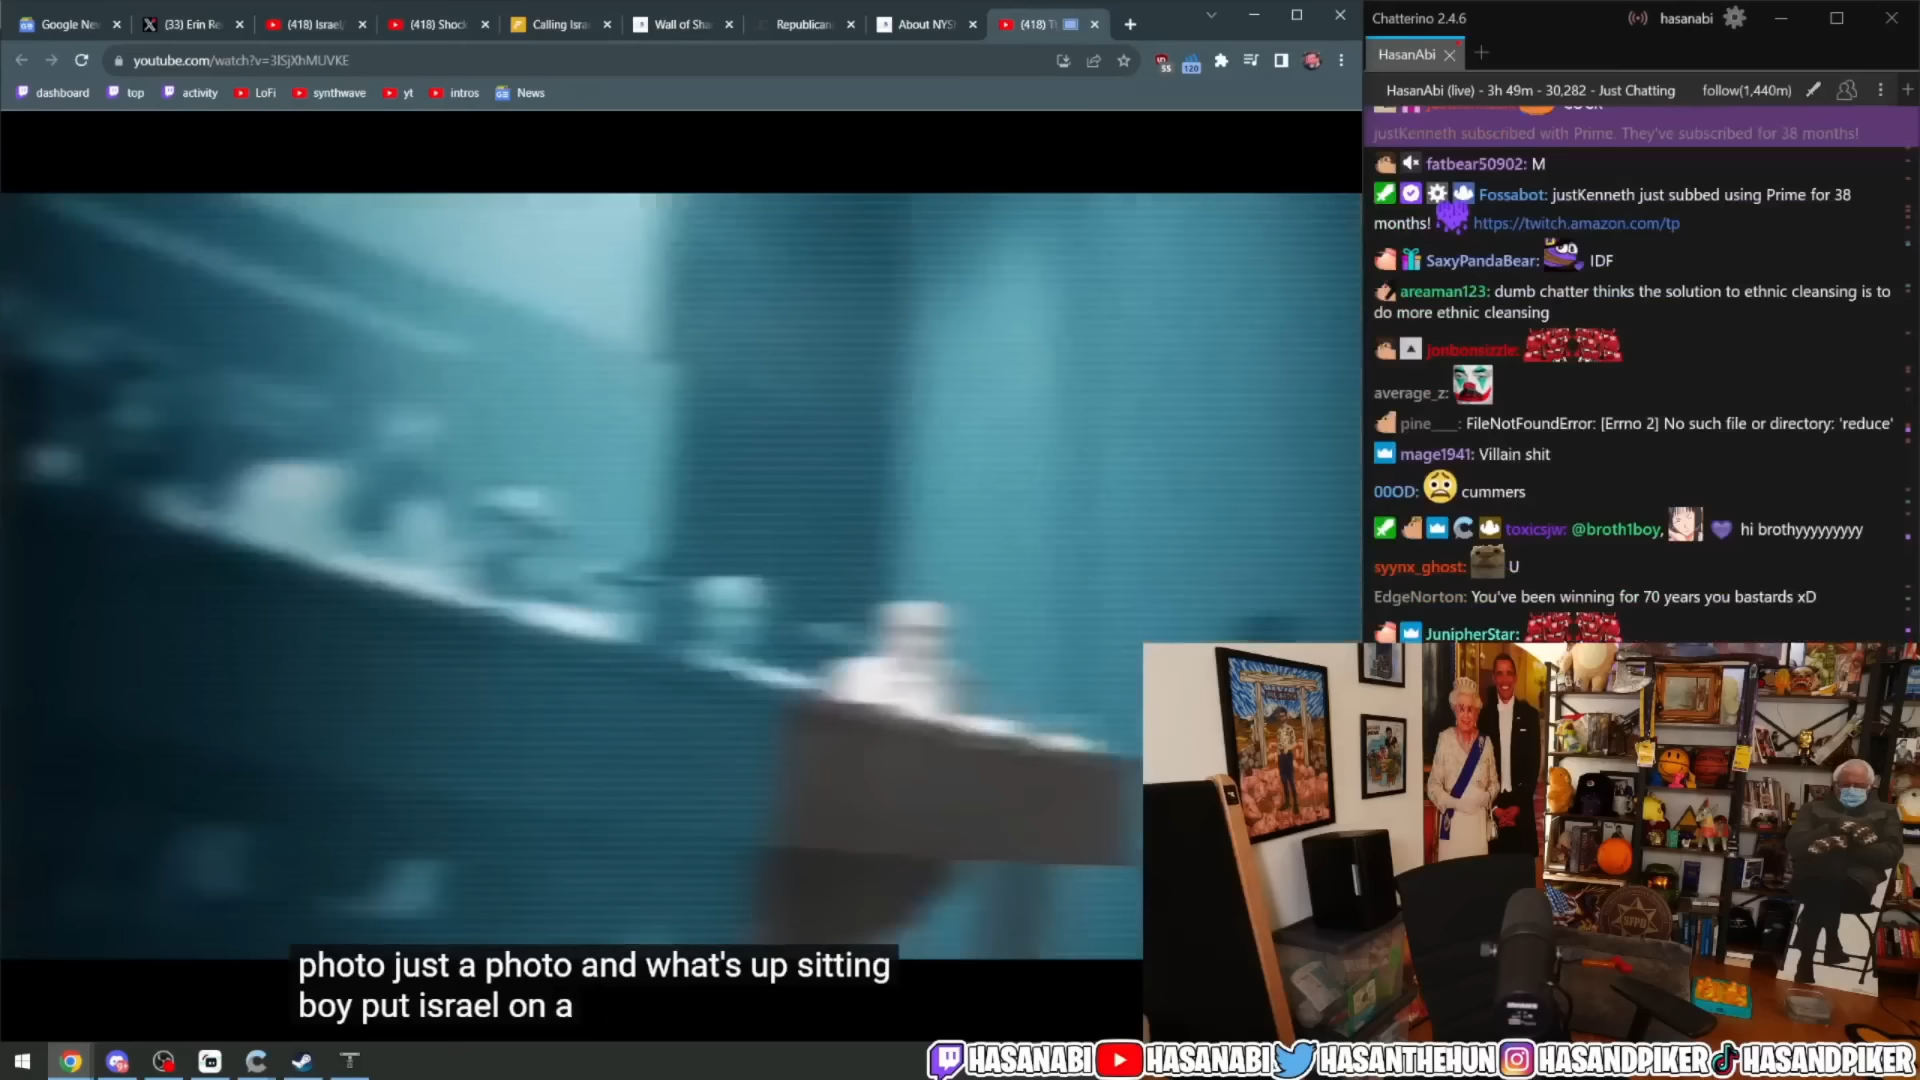 Google Ne
(33) Erin Re
(418) Israel,
(418) Shock
Calling Isra
Wall of Sha
Republican
About NYS
(418) T
youtube.com/watch?v=3lSjXhMUVKE
55
120
dashboard
top
activity
LoFi
synthwave
yt
intros
News
photo just a photo and what's up sitting
boy put israel on a
Chatterino 2.4.6
hasanabi
HasanAbi
HasanAbi (live) - 3h 49m - 30,282 - Just Chatting
follow(1,440m)
justKenneth subscribed with Prime. They've subscribed for 38 months!
fatbear50902: M
Fossabot: justKenneth just subbed using Prime for 38
months! https://twitch.amazon.com/tp
SaxyPandaBear: IDF
areaman123: dumb chatter thinks the solution to ethnic cleansing is to
do more ethnic cleansing
jonbonsizzle:
average_z:
pine___: FileNotFoundError: [Errno 2] No such file or directory: 'reduce'
mage1941: Villain shit
00OD: cummers
toxicsjw: @broth1boy, hi brothyyyyyyyyy
syynx_ghost: U
EdgeNorton: You've been winning for 70 years you bastards xD
JunipherStar:
SFPD
HASANABI HASANABI HASANTHEHUN HASANDPIKER HASANDPIKER